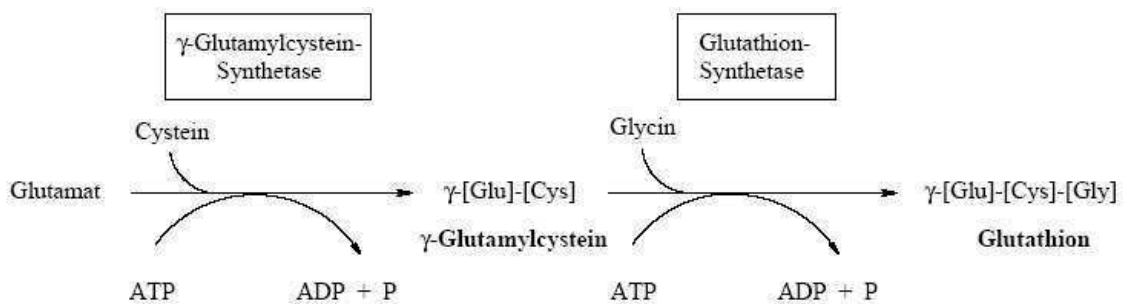 γ-Glutamylcystein-
Synthetase
Glutathion-
Synthetase
Cystein
Glycin
Glutamat
γ-[Glu]-[Cys]
γ-[Glu]-[Cys]-[Gly]
γ-Glutamylcystein
Glutathion
ATP
ADP + P
ATP
ADP + P